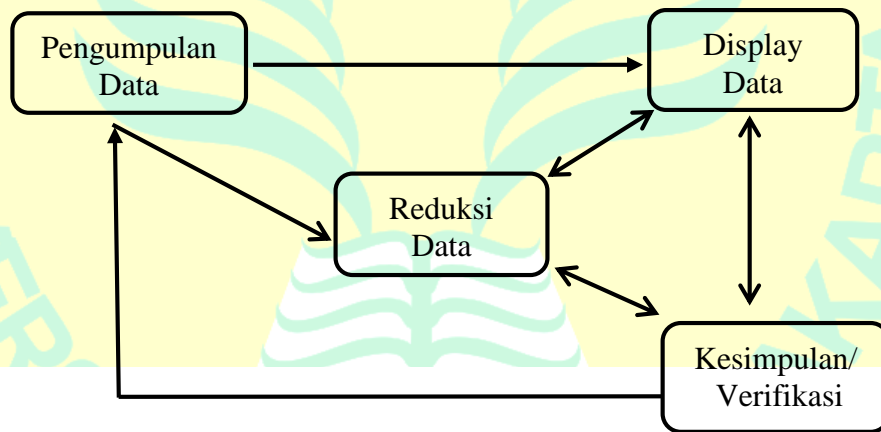 Pengumpulan
Data
Display
Data
Reduksi
Data
Kesimpulan/
Verifikasi